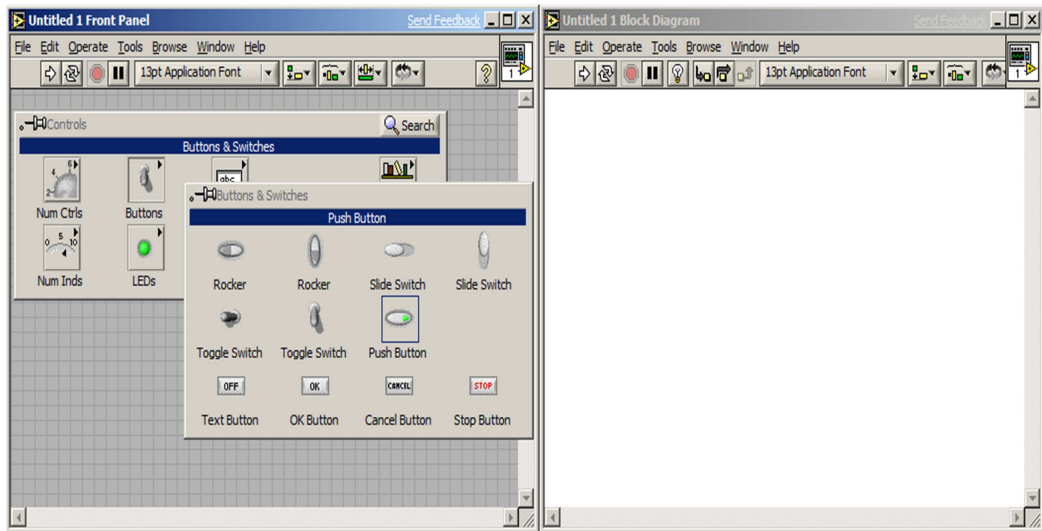 Untitled 1 Front Panel Send Feedback
File Edit Operate Tools Browse Window Help
13pt Application Font
1
Controls Search
Buttons & Switches
Num Ctrls Buttons
Num Inds LEDs
Buttons & Switches
Push Button
Rocker Rocker Slide Switch Slide Switch
Toggle Switch Toggle Switch Push Button
OFF OK CANCEL STOP
Text Button OK Button Cancel Button Stop Button
Untitled 1 Block Diagram Send Feedback
File Edit Operate Tools Browse Window Help
13pt Application Font
1